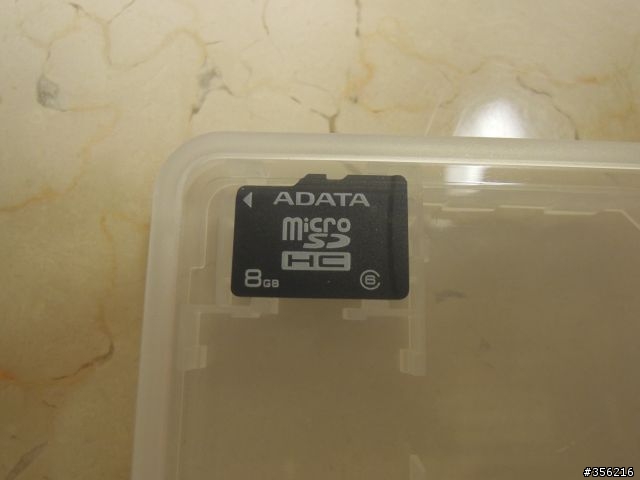 ADATA
micro
SD
HC
8GB 6
#356216